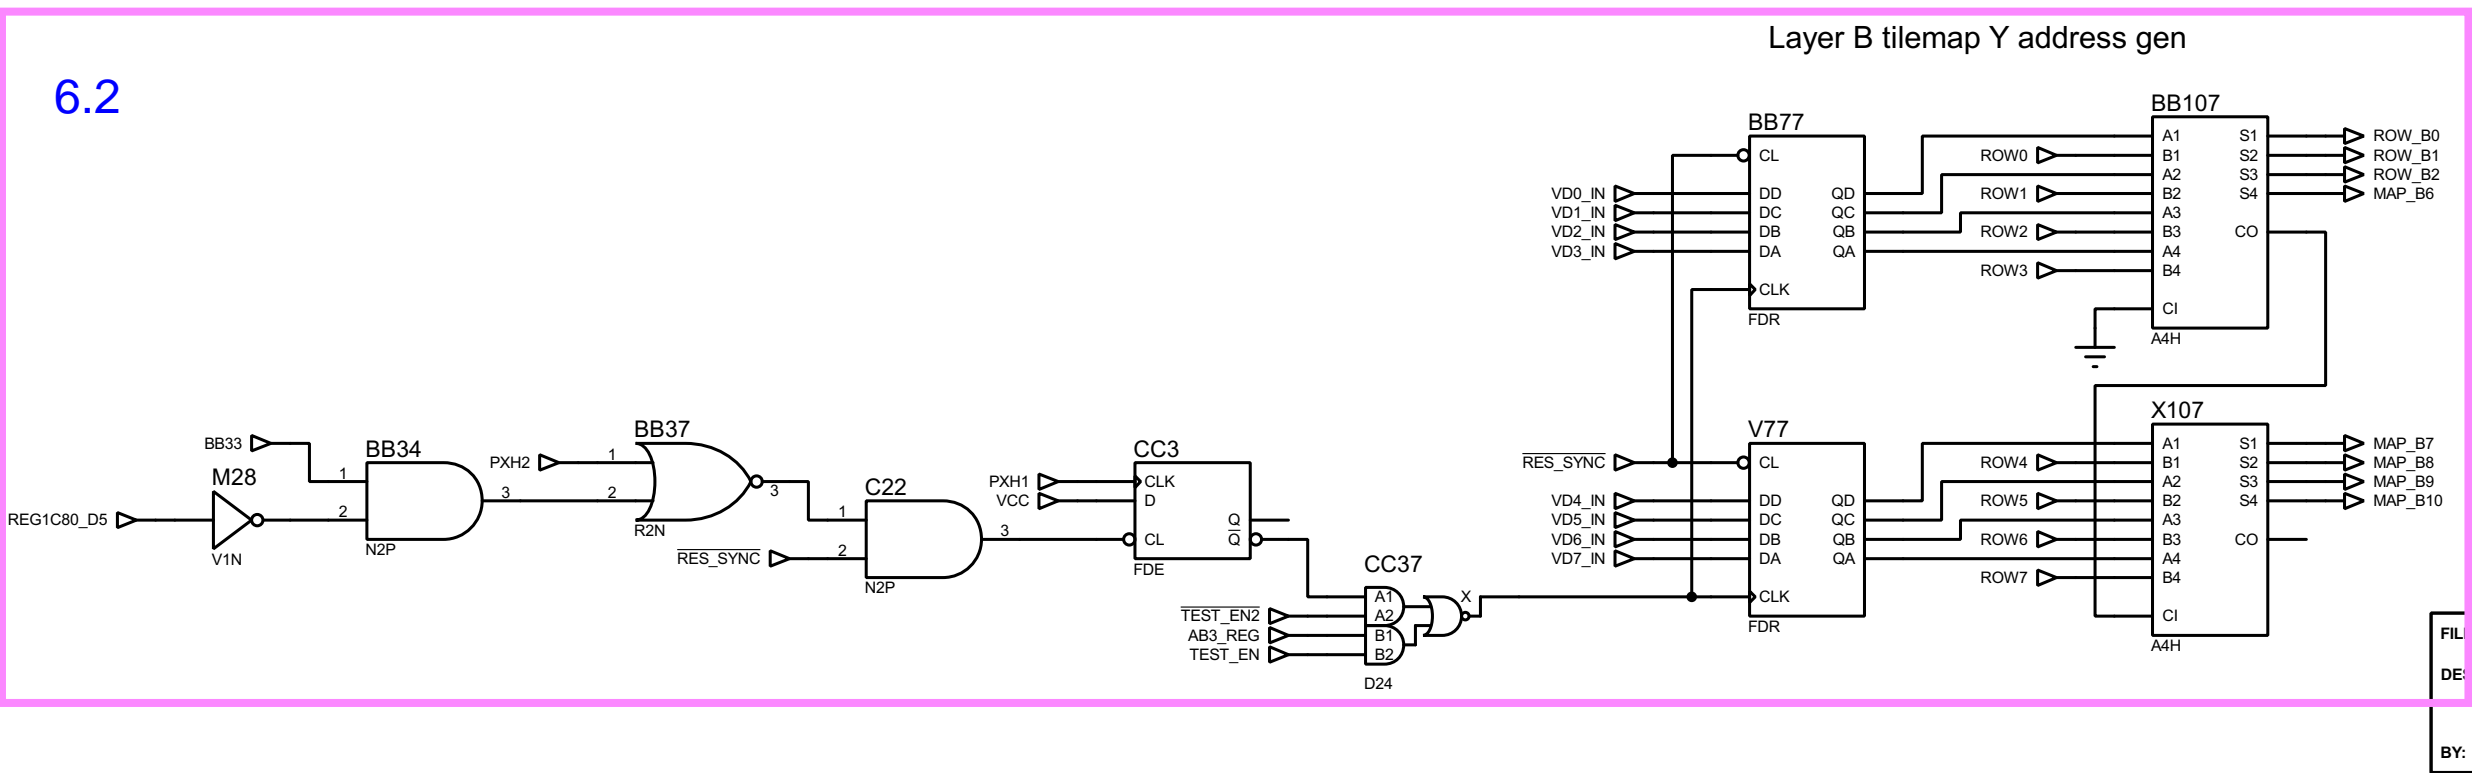 Layer B tilemap Y address gen
6.2
BB33
REG1C80_D5
M28
V1N
BB34
1
2
3
N2P
PXH2
BB37
1
2
3
R2N
RES_SYNC
C22
1
2
3
N2P
PXH1
VCC
CC3
CLK
D
CL
Q
Q
FDE
TEST_EN2
AB3_REG
TEST_EN
CC37
A1
A2
B1
B2
X
D24
BB77
VD0_IN
VD1_IN
VD2_IN
VD3_IN
CL
DD QD
DC QC
DB QB
DA QA
CLK
FDR
RES_SYNC
V77
VD4_IN
VD5_IN
VD6_IN
VD7_IN
CL
DD QD
DC QC
DB QB
DA QA
CLK
FDR
BB107
ROW0
ROW1
ROW2
ROW3
A1 S1 ROW_B0
B1 S2 ROW_B1
A2 S3 ROW_B2
B2 S4 MAP_B6
A3
B3 CO
A4
B4
CI
A4H
X107
ROW4
ROW5
ROW6
ROW7
A1 S1 MAP_B7
B1 S2 MAP_B8
A2 S3 MAP_B9
B2 S4 MAP_B10
A3
B3 CO
A4
B4
CI
A4H
BY: